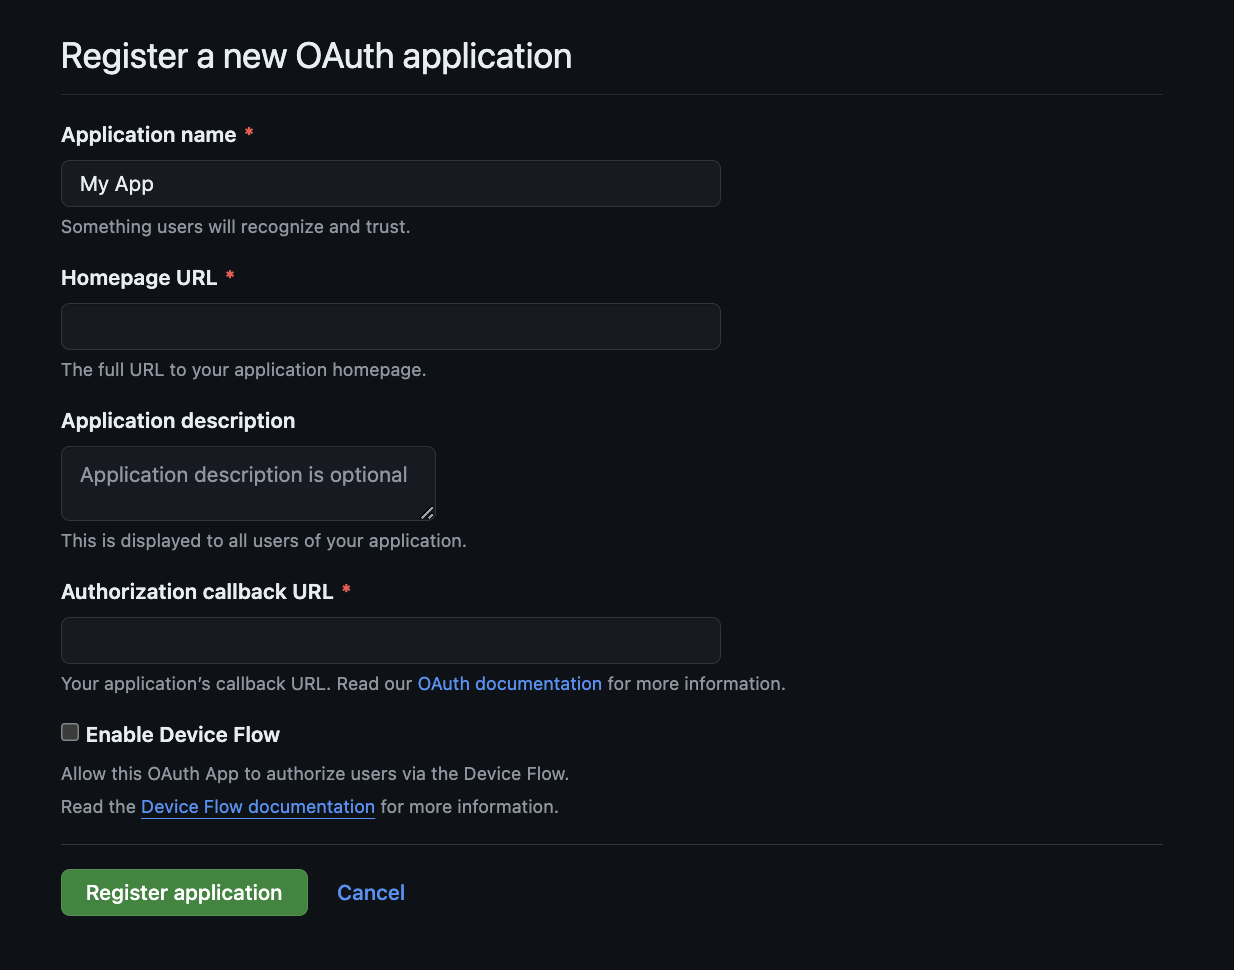 Register a new OAuth application
Application name *
My App
Something users will recognize and trust.
Homepage URL *
The full URL to your application homepage.
Application description
Application description is optional
This is displayed to all users of your application.
Authorization callback URL *
Your application’s callback URL. Read our OAuth documentation for more information.
Enable Device Flow
Allow this OAuth App to authorize users via the Device Flow.
Read the Device Flow documentation for more information.
Register application Cancel